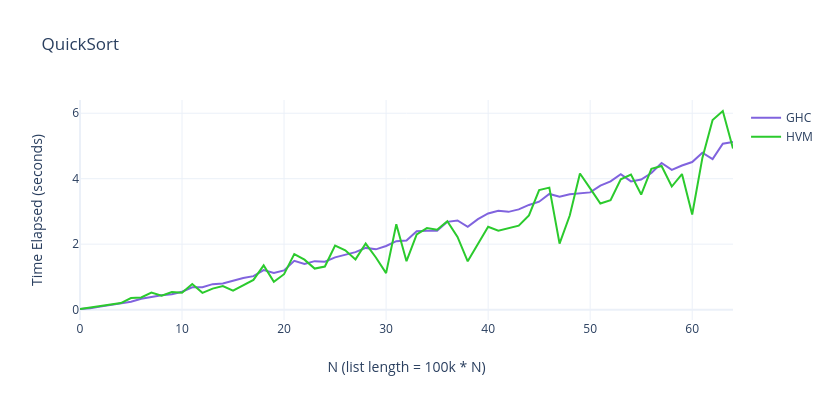 QuickSort
Time Elapsed (seconds)
6
4
2
0
0 10 20 30 40 50 60
N (list length = 100k * N)
GHC
HVM